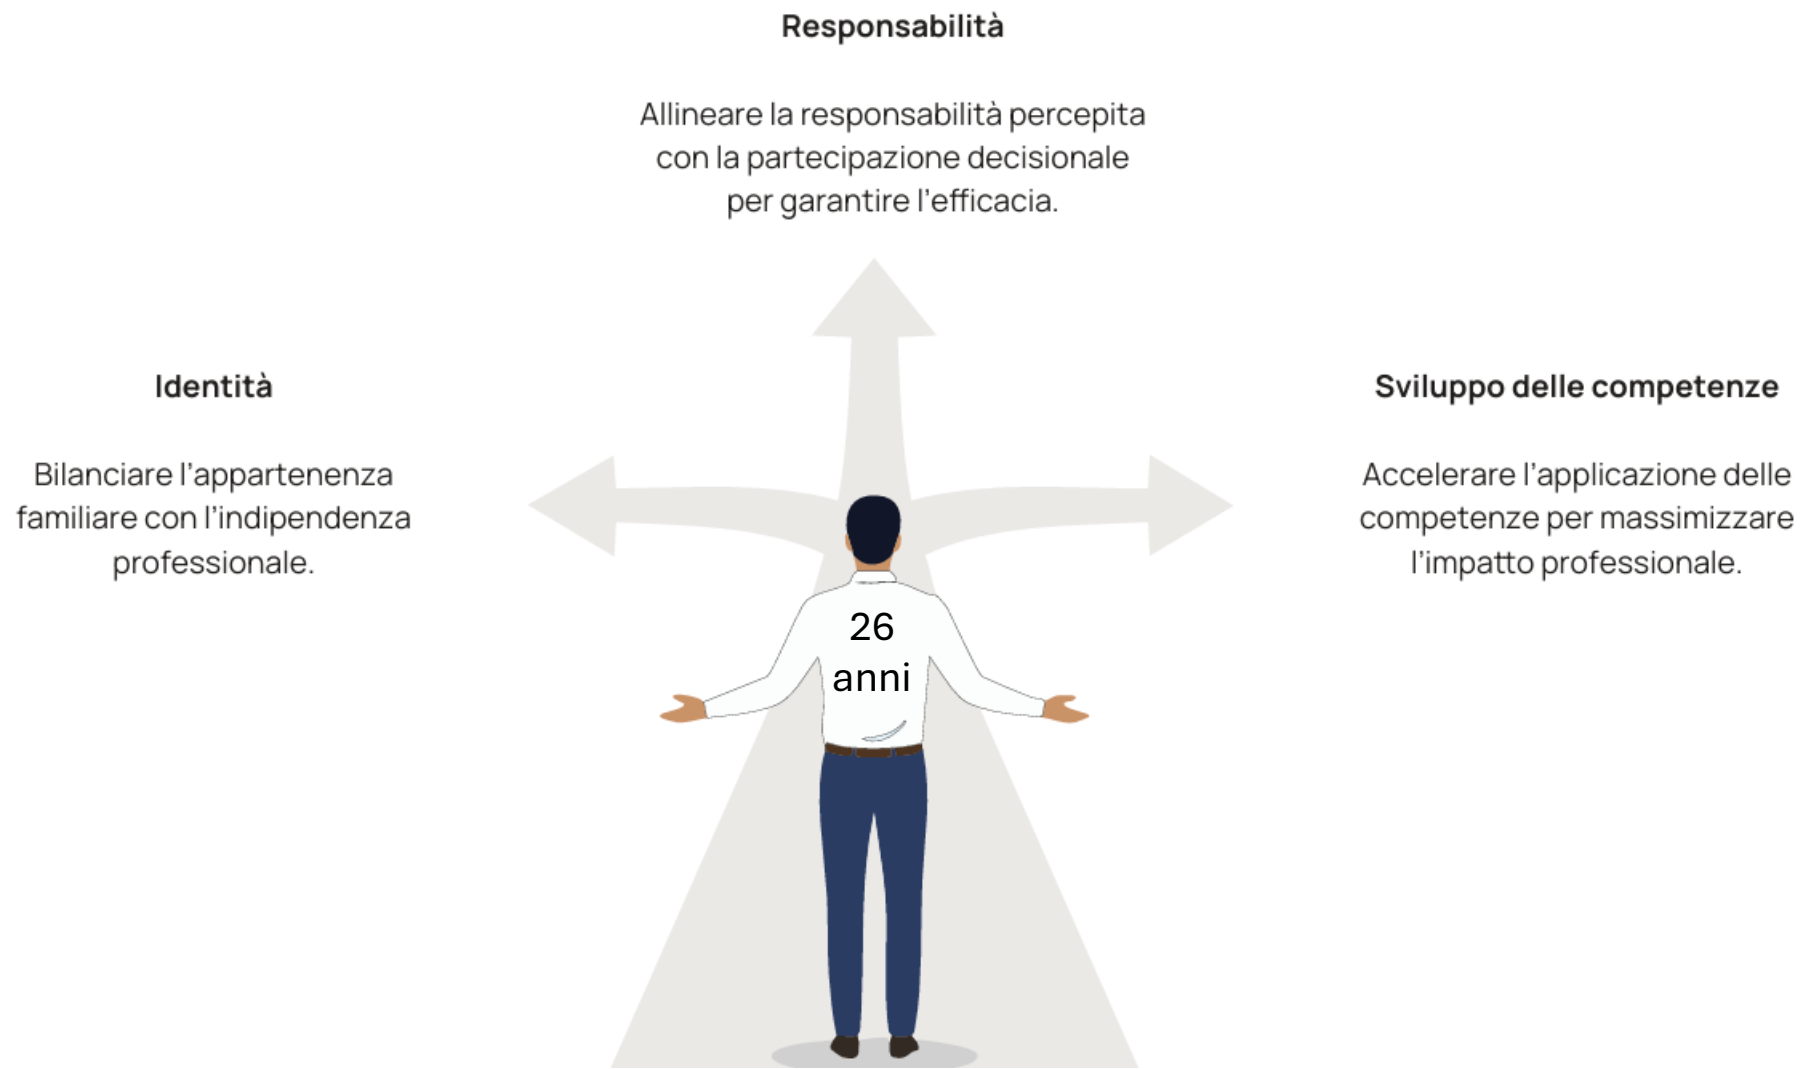 Responsabilità
Allineare la responsabilità percepita
con la partecipazione decisionale
per garantire l'efficacia.
Identità
Bilanciare l'appartenenza
familiare con l'indipendenza
professionale.
Sviluppo delle competenze
Accelerare l'applicazione delle
competenze per massimizzare
l'impatto professionale.
26
anni